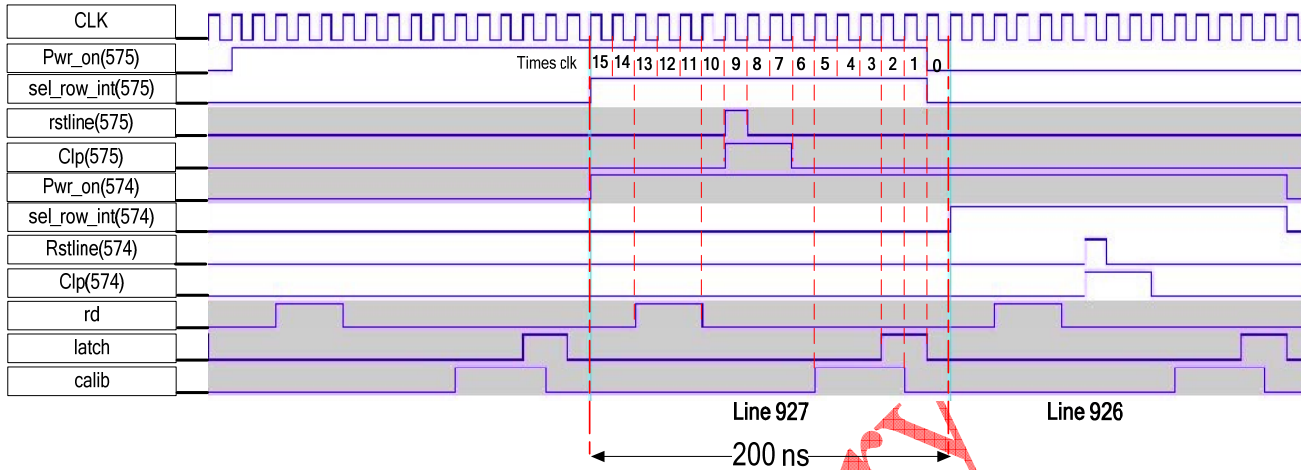 CLK
Pwr_on(575)
Times clk 15 14 13 12 11 10 9 8 7 6 5 4 3 2 1 0
sel_row_int(575)
rstline(575)
Clp(575)
Pwr_on(574)
sel_row_int(574)
Rstline(574)
Clp(574)
rd
latch
calib
Line 927 Line 926
200 ns